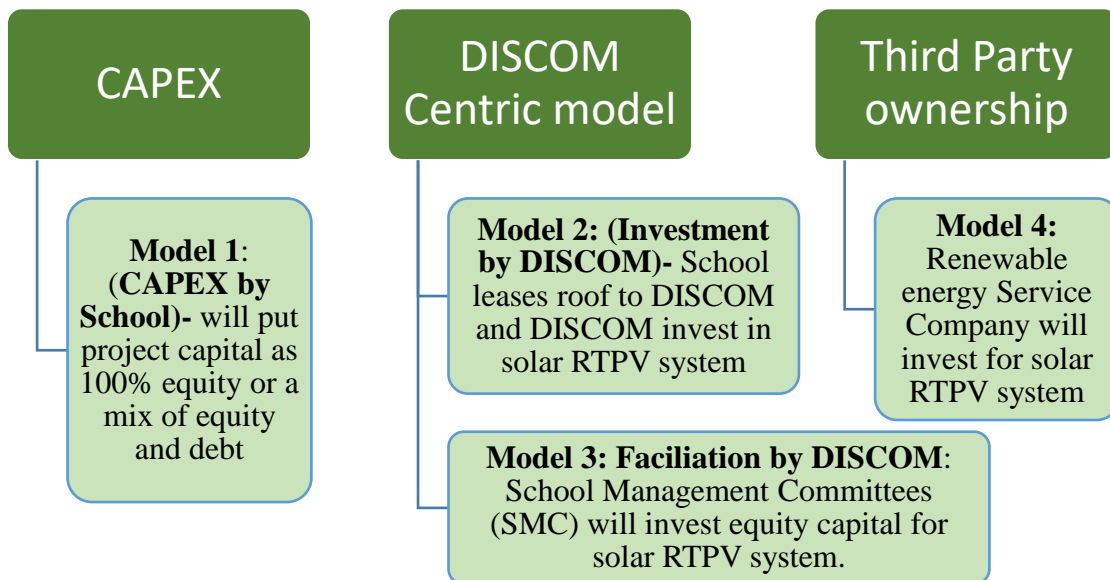 CAPEX
Model 1:
(CAPEX by
School)- will put
project capital as
100% equity or a
mix of equity
and debt
DISCOM
Centric model
Model 2: (Investment
by DISCOM)- School
leases roof to DISCOM
and DISCOM invest in
solar RTPV system
Model 3: Faciliation by DISCOM:
School Management Committees
(SMC) will invest equity capital for
solar RTPV system.
Third Party
ownership
Model 4:
Renewable
energy Service
Company will
invest for solar
RTPV system